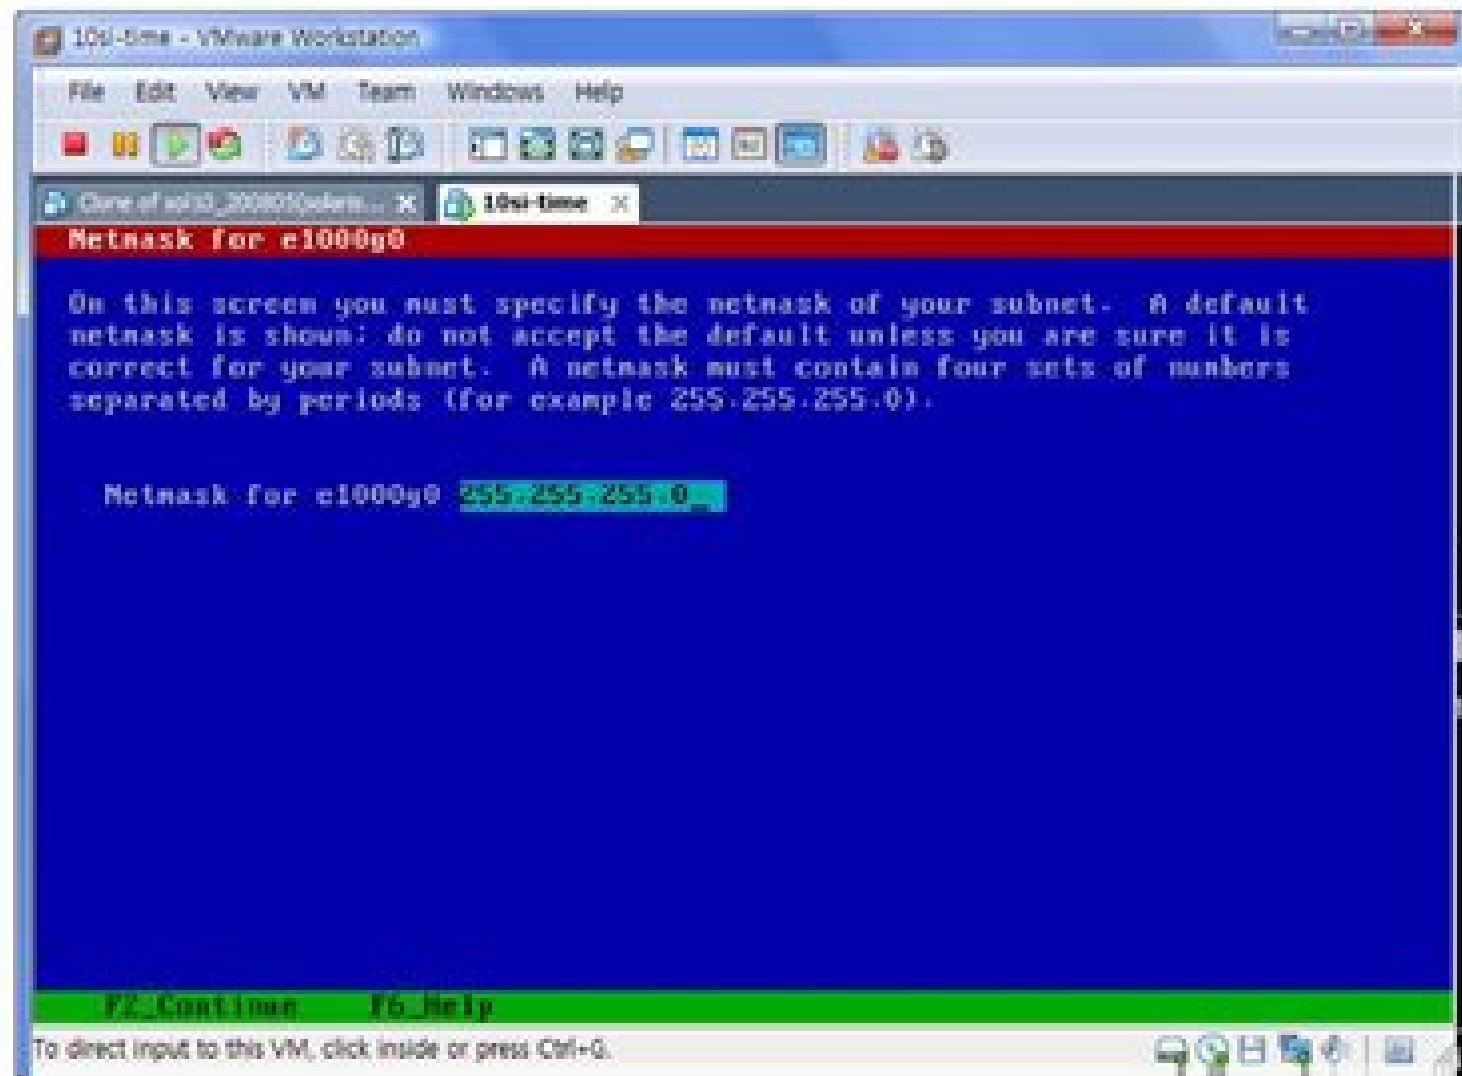 10si-time - VMware Workstation
File Edit View VM Team Windows Help
Clone of 10si-time
Netmask for e1000g0
On this screen you must specify the netmask of your subnet. A default
netmask is shown; do not accept the default unless you are sure it is
correct for your subnet. A netmask must contain four sets of numbers
separated by periods (for example 255.255.255.0).
Netmask for e1000g0 255.255.255.0_
F2_Continue F6_Help
To direct input to this VM, click inside or press Ctrl+G.